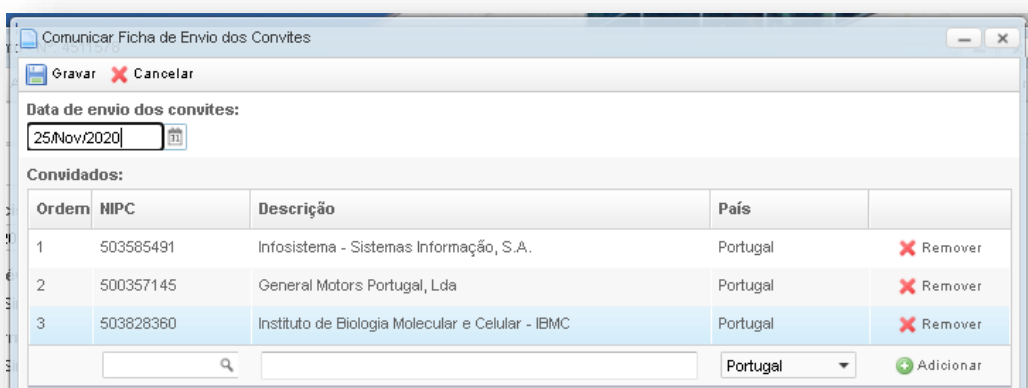 Comunicar Ficha de Envio dos Convites
Gravar Cancelar
Data de envio dos convites:
25/Nov/2020
31
Convidados:
Ordem NIPC Descrição País
1 503585491 Infosistema - Sistemas Informação, S.A. Portugal Remover
2 500357145 General Motors Portugal, Lda Portugal Remover
3 503828360 Instituto de Biologia Molecular e Celular - IBMC Portugal Remover
Portugal Adicionar